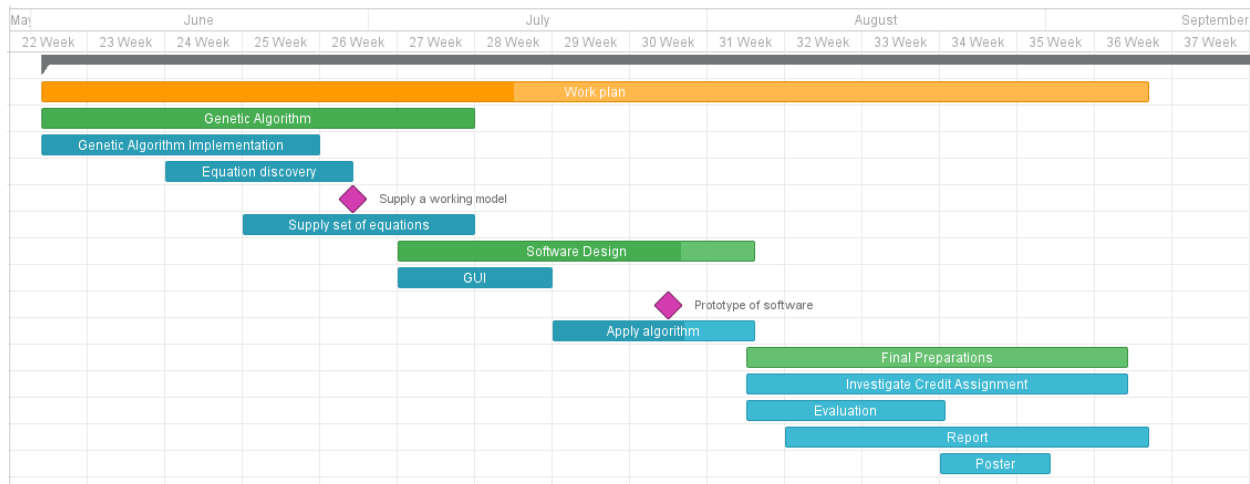 May June July August September
22 Week 23 Week 24 Week 25 Week 26 Week 27 Week 28 Week 29 Week 30 Week 31 Week 32 Week 33 Week 34 Week 35 Week 36 Week 37 Week
Work plan
Genetic Algorithm
Genetic Algorithm Implementation
Equation discovery
Supply a working model
Supply set of equations
Software Design
GUI
Prototype of software
Apply algorithm
Final Preparations
Investigate Credit Assignment
Evaluation
Report
Poster